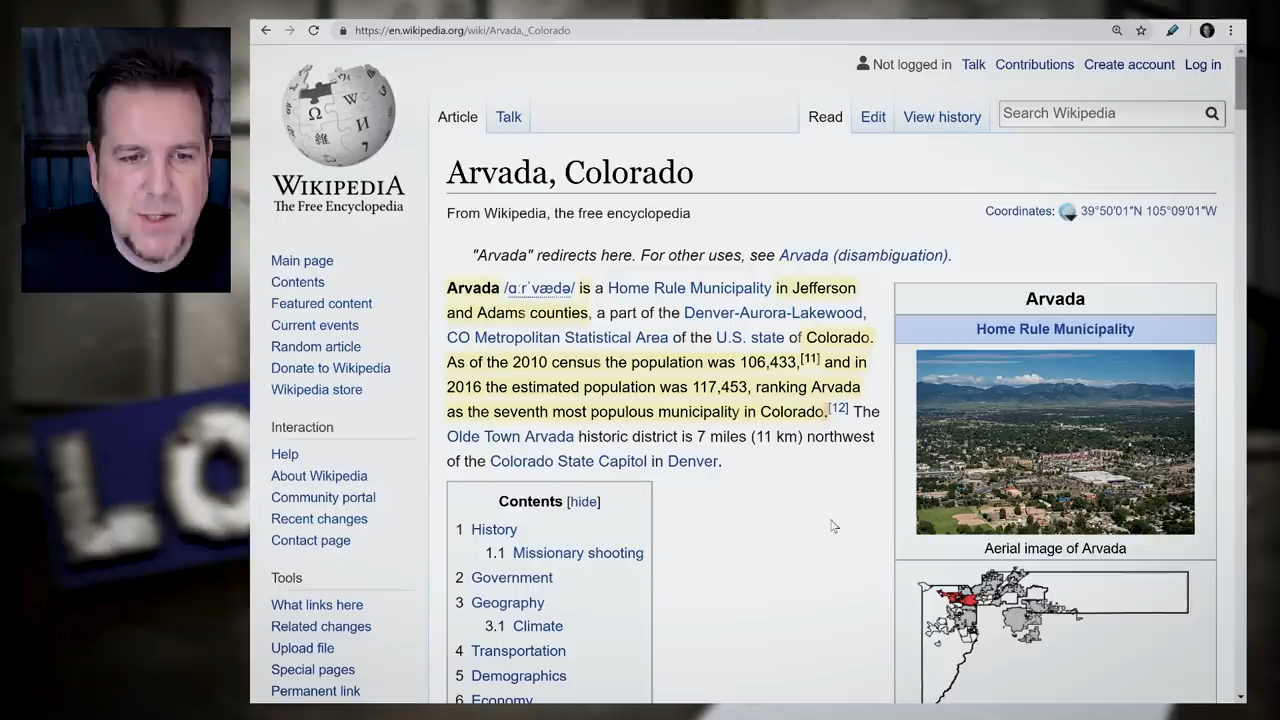 https://en.wikipedia.org/wiki/Arvada,_Colorado
Not logged in Talk Contributions Create account Log in
Article Talk Read Edit View history Search Wikipedia
WIKIPEDIA
The Free Encyclopedia
Main page
Contents
Featured content
Current events
Random article
Donate to Wikipedia
Wikipedia store
Interaction
Help
About Wikipedia
Community portal
Recent changes
Contact page
Tools
What links here
Related changes
Upload file
Special pages
Permanent link
Arvada, Colorado
From Wikipedia, the free encyclopedia
Coordinates: 39°50′01″N 105°09′01″W
"Arvada" redirects here. For other uses, see Arvada (disambiguation).
Arvada /ɑːrˈvædə/ is a Home Rule Municipality in Jefferson
and Adams counties, a part of the Denver-Aurora-Lakewood,
CO Metropolitan Statistical Area of the U.S. state of Colorado.
As of the 2010 census the population was 106,433,[11] and in
2016 the estimated population was 117,453, ranking Arvada
as the seventh most populous municipality in Colorado.[12] The
Olde Town Arvada historic district is 7 miles (11 km) northwest
of the Colorado State Capitol in Denver.
Contents [hide]
1 History
1.1 Missionary shooting
2 Government
3 Geography
3.1 Climate
4 Transportation
5 Demographics
6 Economy
Arvada
Home Rule Municipality
Aerial image of Arvada
LO